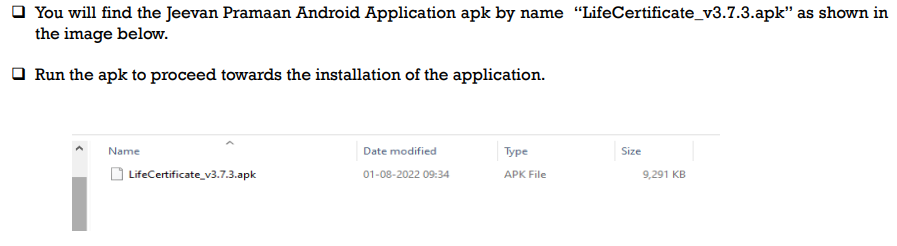 ❑ You will find the Jeevan Pramaan Android Application apk by name “LifeCertificate_v3.7.3.apk” as shown in
the image below.
❑ Run the apk to proceed towards the installation of the application.
Name Date modified Type Size
LifeCertificate_v3.7.3.apk 01-08-2022 09:34 APK File 9,291 KB